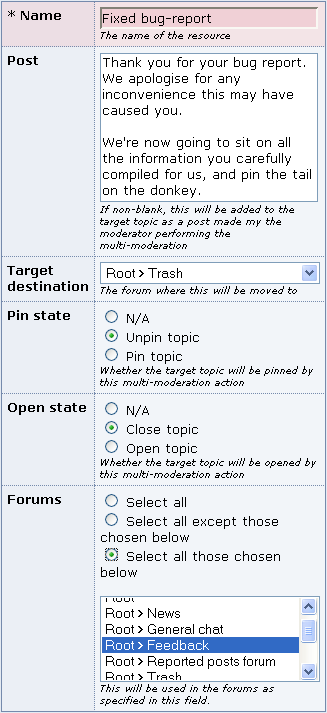 * Name
Fixed bug-report
The name of the resource
Post
Thank you for your bug report.
We apologise for any
inconvenience this may have
caused you.
We're now going to sit on all
the information you carefully
compiled for us, and pin the tail
on the donkey.
If non-blank, this will be added to the
target topic as a post made my the
moderator performing the
multi-moderation
Target
destination
Root > Trash
The forum where this will be moved to
Pin state
N/A
Unpin topic
Pin topic
Whether the target topic will be pinned by
this multi-moderation action
Open state
N/A
Close topic
Open topic
Whether the target topic will be opened by
this multi-moderation action
Forums
Select all
Select all except those
chosen below
Select all those chosen
below
Root
Root > News
Root > General chat
Root > Feedback
Root > Reported posts forum
Root > Trash
This will be used in the forums as
specified in this field.